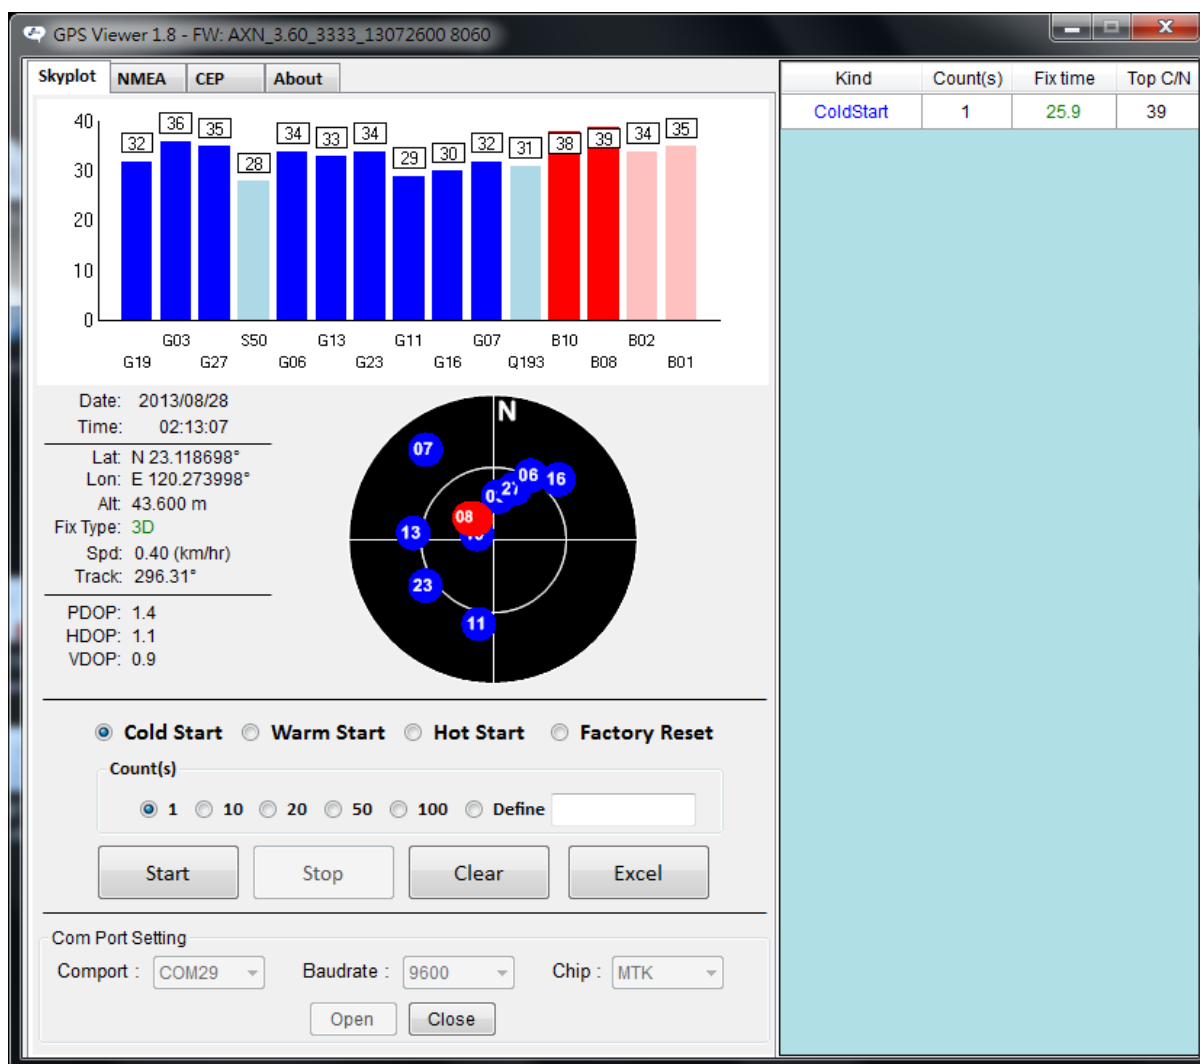 GPS Viewer 1.8 - FW: AXN_3.60_3333_13072600 8060
Skyplot NMEA CEP About
Kind Count(s) Fix time Top C/N
ColdStart 1 25.9 39
40
30
20
10
0
32 36 35 28 34 33 34 29 30 32 31 38 39 34 35
G03 S50 G13 G11 G07 B10 B02
G19 G27 G06 G23 G16 Q193 B08 B01
Date: 2013/08/28
Time: 02:13:07
Lat: N 23.118698°
Lon: E 120.273998°
Alt: 43.600 m
Fix Type: 3D
Spd: 0.40 (km/hr)
Track: 296.31°
PDOP: 1.4
HDOP: 1.1
VDOP: 0.9
N
07
06 16
27
08
13
23
11
Cold Start Warm Start Hot Start Factory Reset
Count(s)
1 10 20 50 100 Define
Start Stop Clear Excel
Com Port Setting
Comport : COM29 Baudrate : 9600 Chip : MTK
Open Close